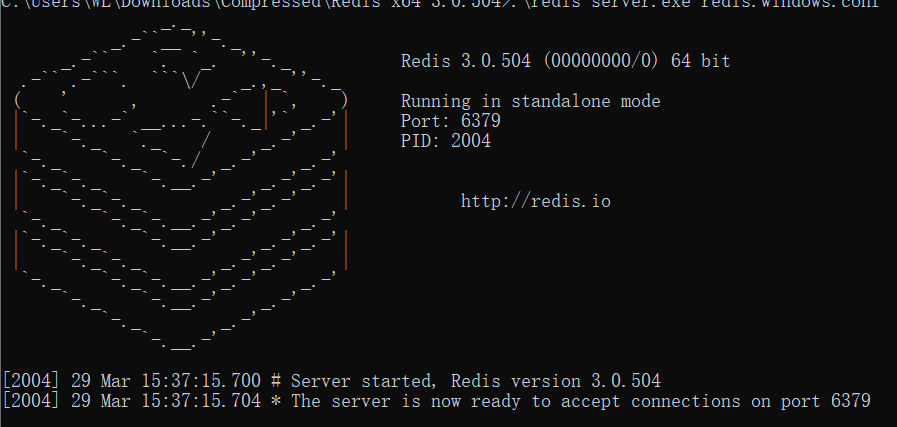 C:\Users\WL\Downloads\Compressed\Redis x64 3.0.504>.\redis server.exe redis.windows.conf
Redis 3.0.504 (00000000/0) 64 bit
Running in standalone mode
Port: 6379
PID: 2004
http://redis.io
[2004] 29 Mar 15:37:15.700 # Server started, Redis version 3.0.504
[2004] 29 Mar 15:37:15.704 * The server is now ready to accept connections on port 6379